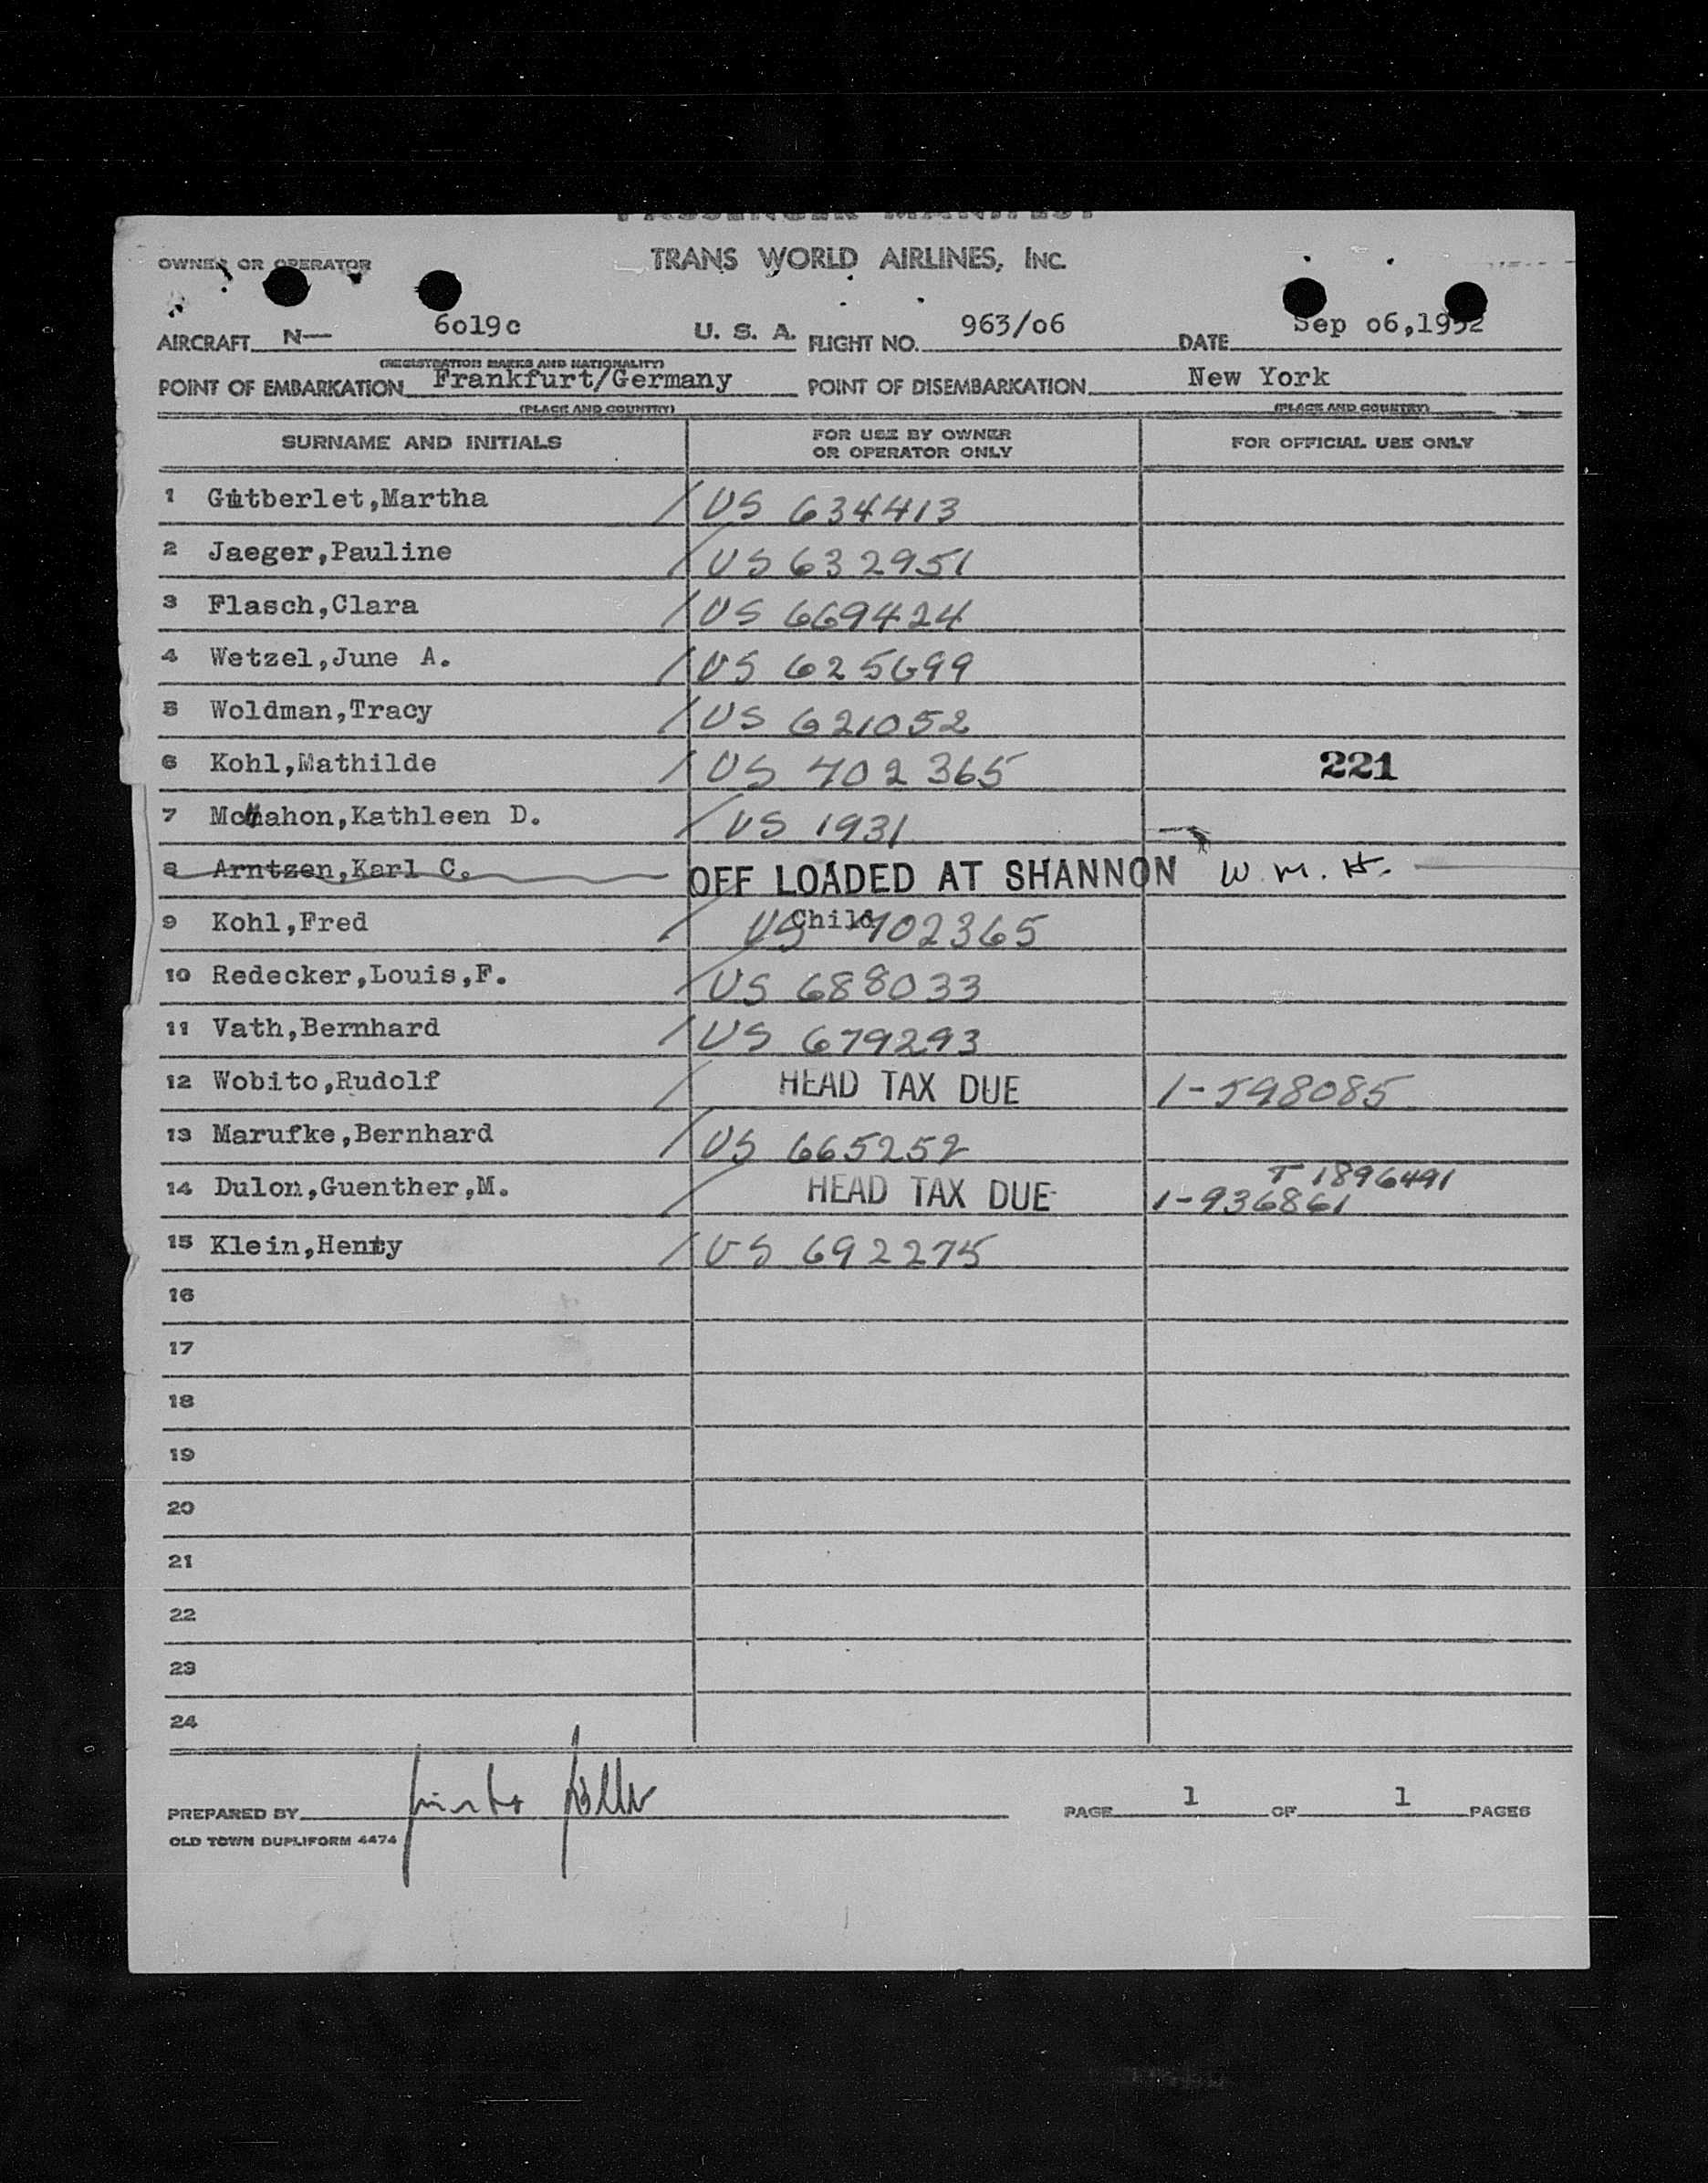 PASSENGER MANIFEST
OWNER OR OPERATOR TRANS WORLD AIRLINES, INC.
AIRCRAFT N— 6o19c U. S. A. FLIGHT NO. 963/o6 DATE Sep o6,1952
(REGISTRATION MARKS AND NATIONALITY)
POINT OF EMBARKATION Frankfurt/Germany POINT OF DISEMBARKATION New York
(PLACE AND COUNTRY) (PLACE AND COUNTRY)
SURNAME AND INITIALS FOR USE BY OWNER OR OPERATOR ONLY FOR OFFICIAL USE ONLY
1 Gutberlet,Martha / US 634413
2 Jaeger,Pauline / US 632951
3 Flasch,Clara / US 669424
4 Wetzel,June A. / US 625699
5 Woldman,Tracy / US 621052
6 Kohl,Mathilde / US 702365 221
7 McMahon,Kathleen D. / US 1931
8 Arntzen,Karl C. OFF LOADED AT SHANNON W. M. H.
9 Kohl,Fred / Child US 702365
10 Redecker,Louis,F. / US 688033
11 Vath,Bernhard / US 679293
12 Wobito,Rudolf / HEAD TAX DUE 1-598085
13 Marufke,Bernhard / US 665252
14 Dulon,Guenther,M. / HEAD TAX DUE T 1896491
1-936861
15 Klein,Henry / US 692275
16
17
18
19
20
21
22
23
24
PREPARED BY PAGE 1 OF 1 PAGES
OLD TOWN DUPLIFORM 4474